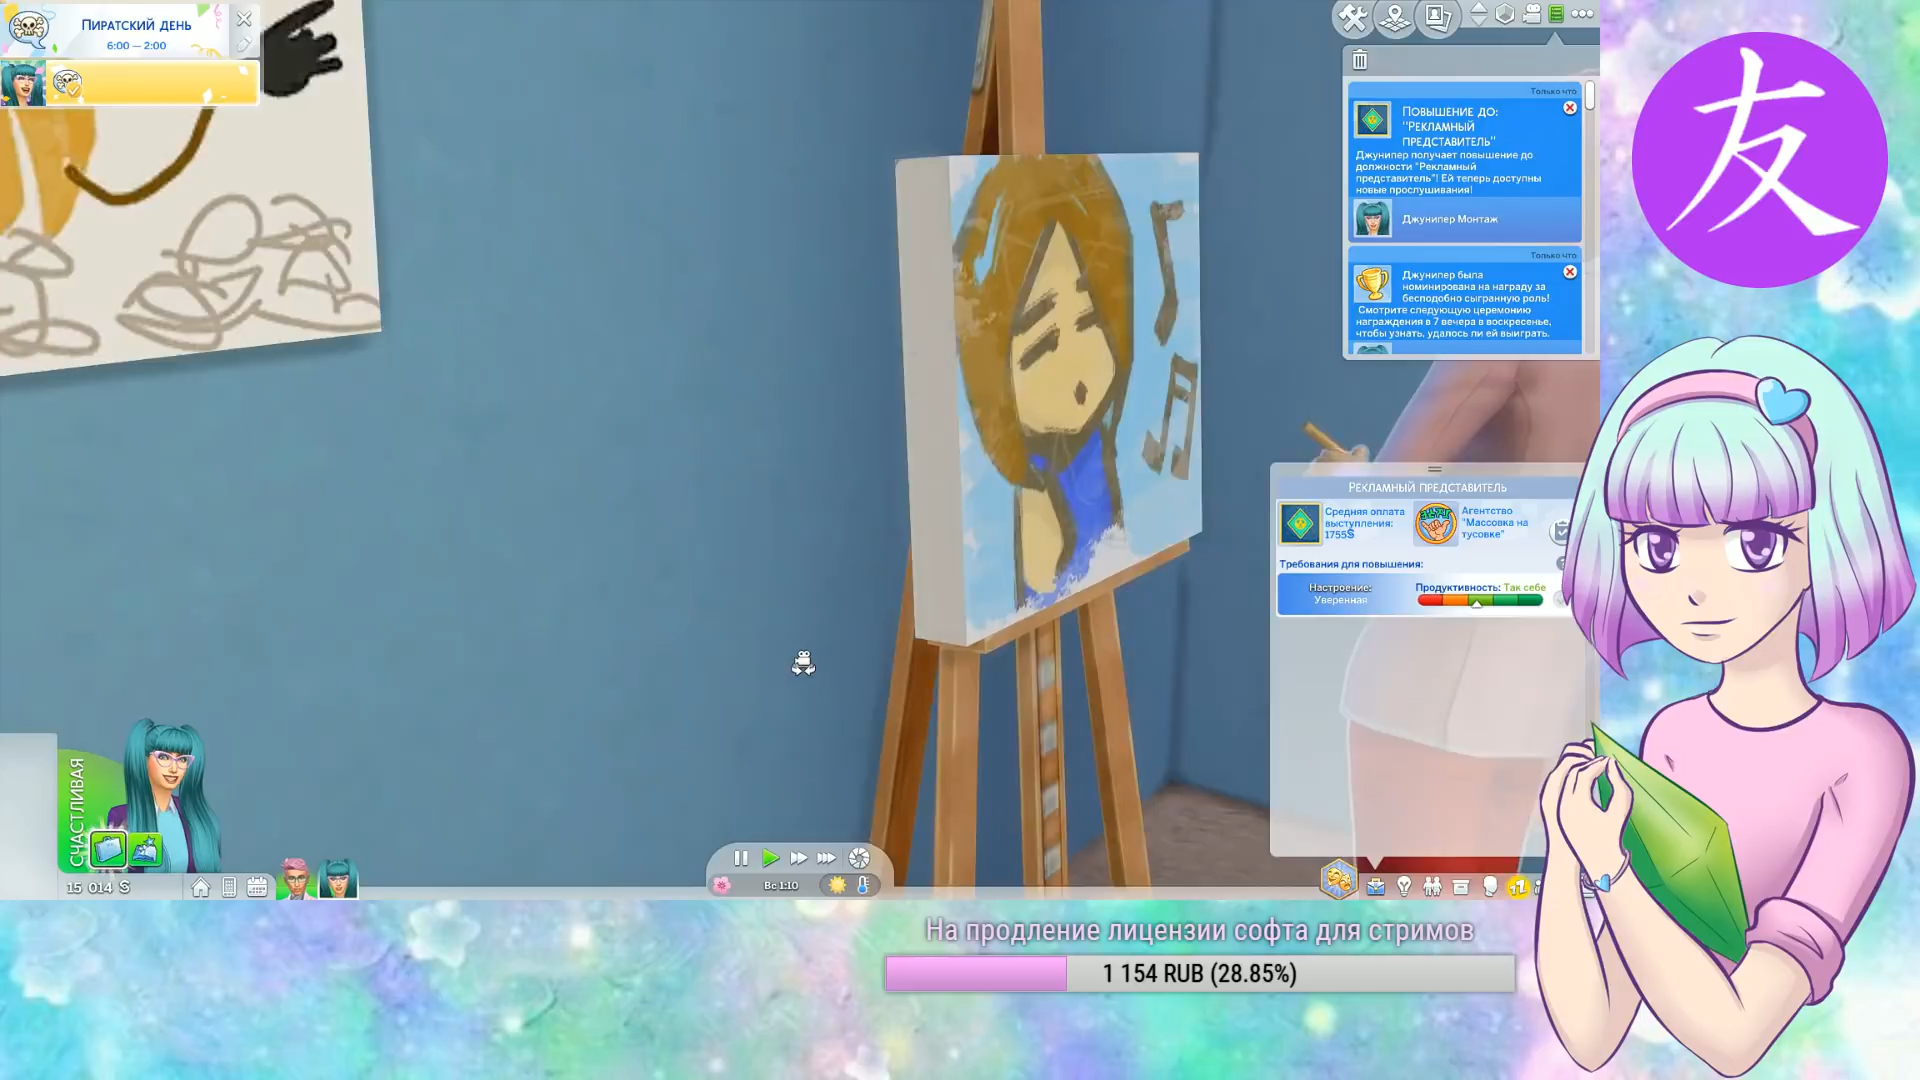 Пиратский день
6:00 — 2:00
Только что
Повышение до:
"Рекламный
представитель"
Джунипер получает повышение до
должности "Рекламный
представитель"! Ей теперь доступны
новые прослушивания!
Джунипер Монтаж
Только что
Джунипер была
номинирована на награду за
бесподобно сыгранную роль!
Смотрите следующую церемонию
награждения в 7 вечера в воскресенье,
чтобы узнать, удалось ли ей выиграть.
友
Рекламный представитель
Средняя оплата
выступления:
1755$
Агентство
"Массовка на
тусовке"
Требования для повышения:
Настроение:
Уверенная
Продуктивность: Так себе
СЧАСТЛИВАЯ
15 014 $
Вс 1:10
На продление лицензии софта для стримов
1 154 RUB (28.85%)